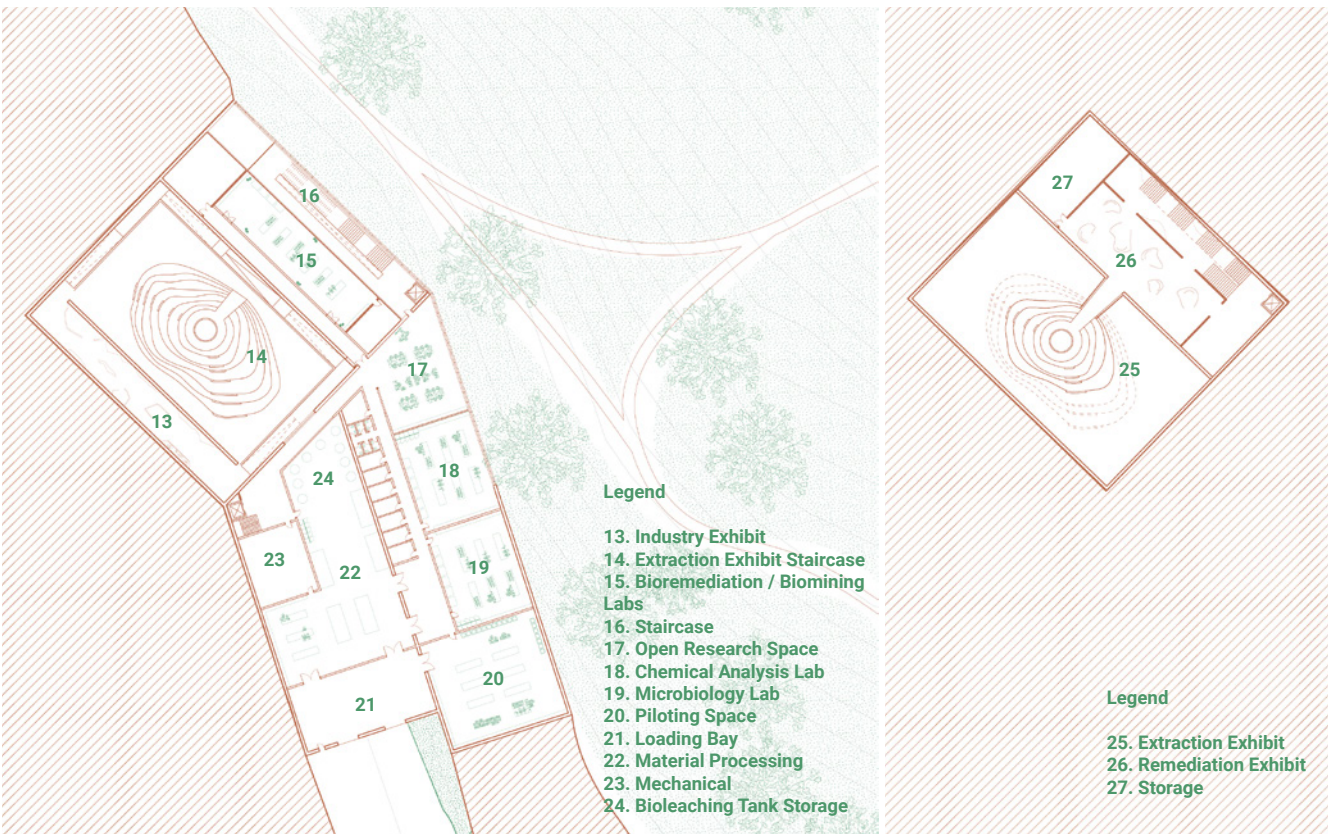 16
15
14
17
13
18
24
23
22
19
20
21
Legend
13. Industry Exhibit
14. Extraction Exhibit Staircase
15. Bioremediation / Biomining
Labs
16. Staircase
17. Open Research Space
18. Chemical Analysis Lab
19. Microbiology Lab
20. Piloting Space
21. Loading Bay
22. Material Processing
23. Mechanical
24. Bioleaching Tank Storage
27
26
25
Legend
25. Extraction Exhibit
26. Remediation Exhibit
27. Storage